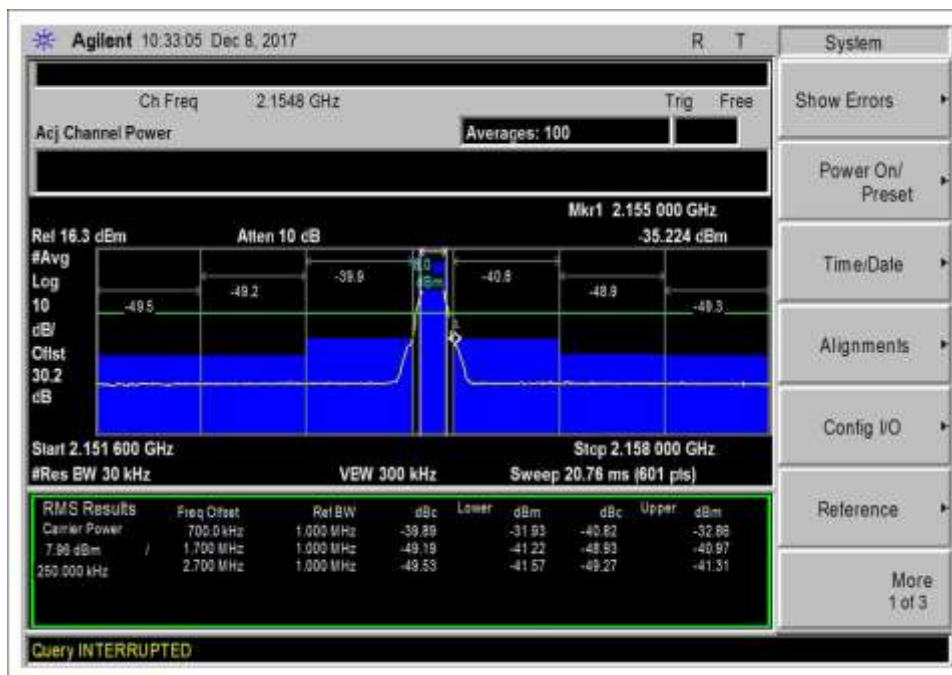 Agilent 10:33:05 Dec 8, 2017 R T
Ch Freq 2.1548 GHz Trig Free
Acj Channel Power Averages: 100
Mkr1 2.155 000 GHz
Rel 16.3 dBm Atten 10 dB -35.224 dBm
#Avg
Log
10
dB/
Offst
30.2
dB
-49.5 -49.2 -39.9 8.0 dBm -40.8 -48.9 -49.3
1
Start 2.151 600 GHz Stop 2.158 000 GHz
#Res BW 30 kHz VBW 300 kHz Sweep 20.76 ms (601 pts)
RMS Results Freq Offset Ref BW dBc Lower dBm dBc Upper dBm
Carrier Power 700.0 kHz 1.000 MHz -39.89 -31.93 -40.82 -32.86
7.96 dBm / 1.700 MHz 1.000 MHz -49.19 -41.22 -48.93 -40.97
250.000 kHz 2.700 MHz 1.000 MHz -49.53 -41.57 -49.27 -41.31
Query INTERRUPTED
System
Show Errors
Power On/
Preset
Time/Date
Alignments
Config I/O
Reference
More
1 of 3